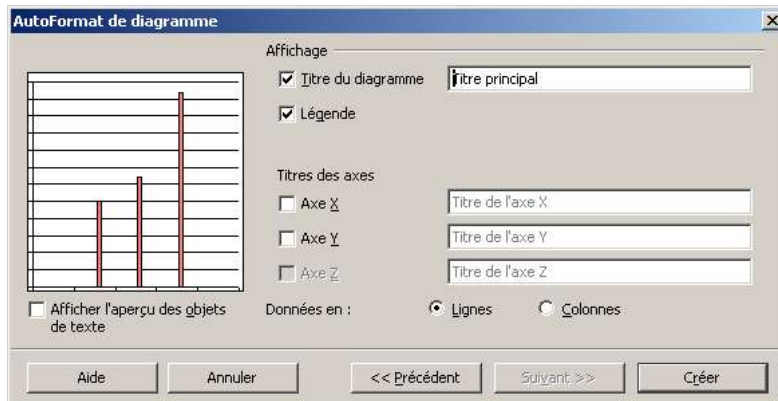 AutoFormat de diagramme
Affichage
Titre du diagramme
Titre principal
Légende
Titres des axes
Axe X
Titre de l'axe X
Axe Y
Titre de l'axe Y
Axe Z
Titre de l'axe Z
Afficher l'aperçu des objets
de texte
Données en :
Lignes
Colonnes
Aide
Annuler
<< Précédent
Suivant >>
Créer